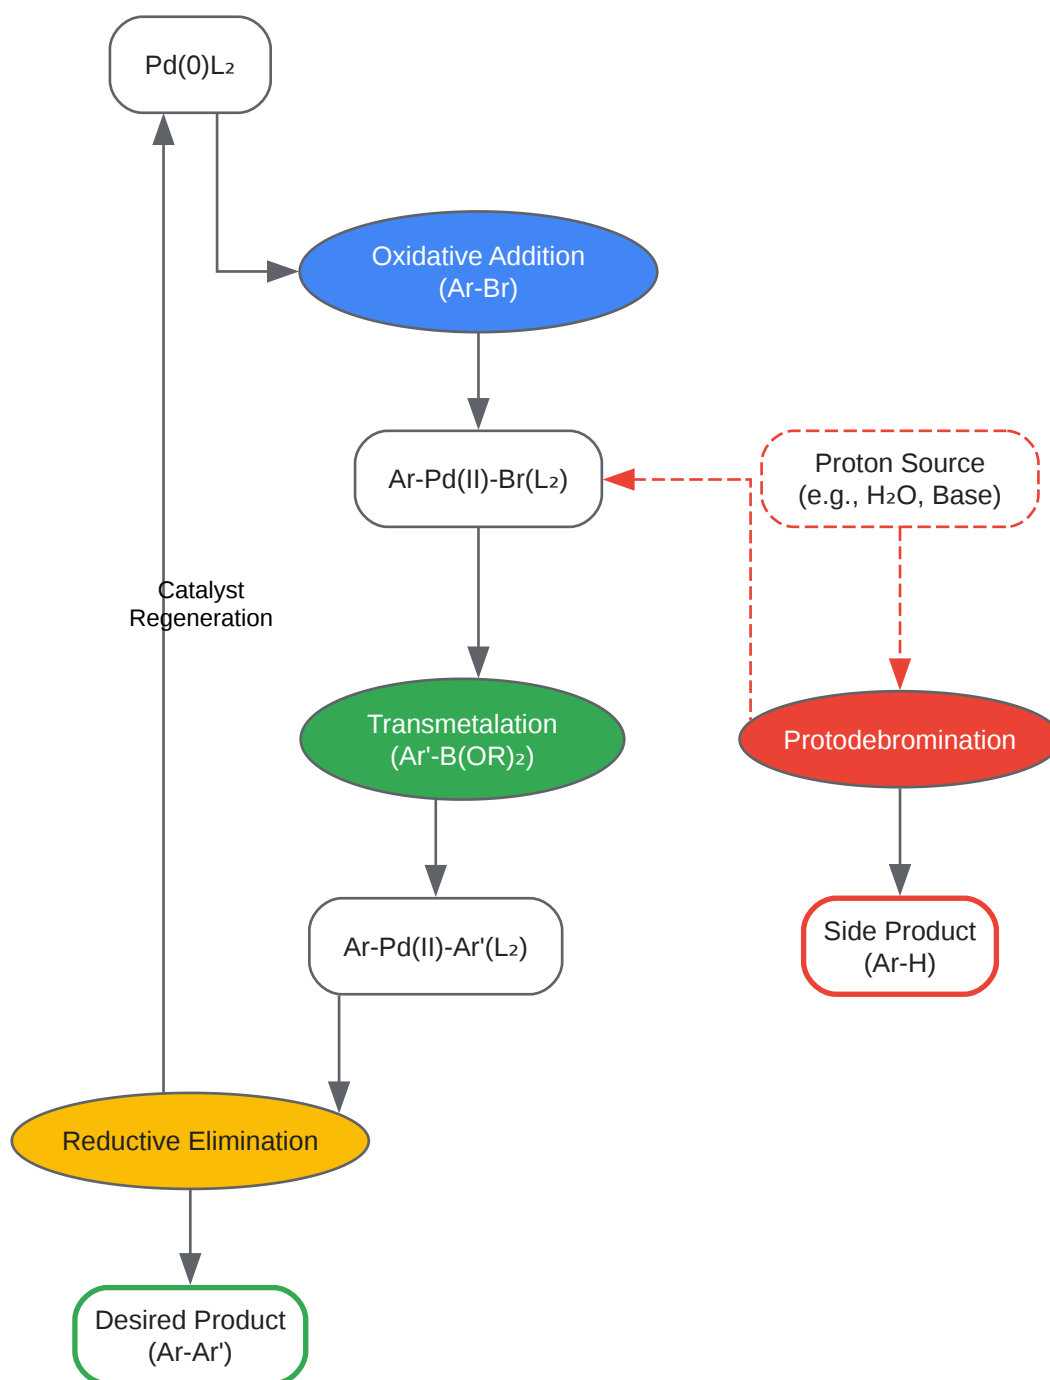 Pd(0)L₂
Oxidative Addition
(Ar-Br)
Ar-Pd(II)-Br(L₂)
Proton Source
(e.g., H₂O, Base)
Catalyst
Regeneration
Transmetalation
(Ar'-B(OR)₂)
Protodebromination
Ar-Pd(II)-Ar'(L₂)
Side Product
(Ar-H)
Reductive Elimination
Desired Product
(Ar-Ar')